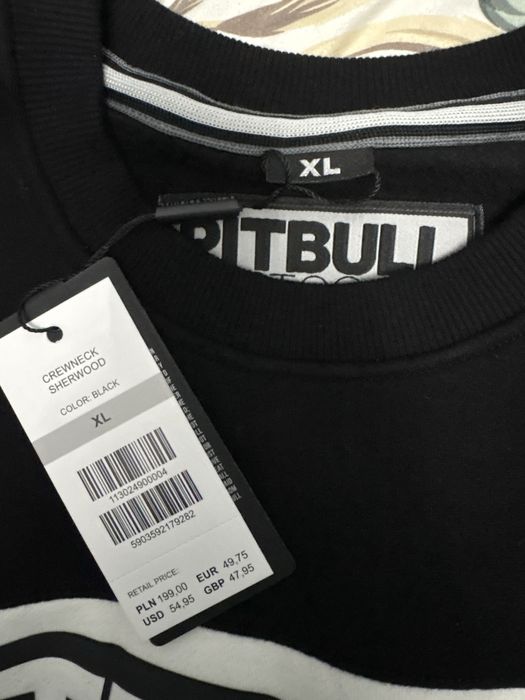 XL
PITBULL
CREWNECK
SHERWOOD
COLOR: BLACK
XL
113024900004
5903592179282
RETAIL PRICE:
PLN 199,00 EUR 49,75
USD 54,95 GBP 47,95